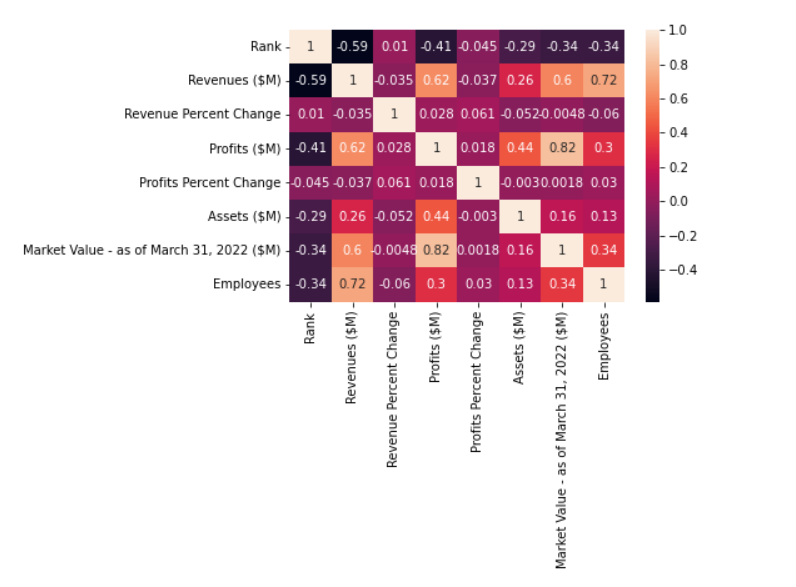 Rank 1 -0.59 0.01 -0.41 -0.045 -0.29 -0.34 -0.34
Revenues ($M) -0.59 1 -0.035 0.62 -0.037 0.26 0.6 0.72
Revenue Percent Change 0.01 -0.035 1 0.028 0.061 -0.052 -0.0048 -0.06
Profits ($M) -0.41 0.62 0.028 1 0.018 0.44 0.82 0.3
Profits Percent Change -0.045 -0.037 0.061 0.018 1 -0.003 0.0018 0.03
Assets ($M) -0.29 0.26 -0.052 0.44 -0.003 1 0.16 0.13
Market Value - as of March 31, 2022 ($M) -0.34 0.6 -0.0048 0.82 0.0018 0.16 1 0.34
Employees -0.34 0.72 -0.06 0.3 0.03 0.13 0.34 1
Rank
Revenues ($M)
Revenue Percent Change
Profits ($M)
Profits Percent Change
Assets ($M)
Market Value - as of March 31, 2022 ($M)
Employees
1.0
0.8
0.6
0.4
0.2
0.0
−0.2
−0.4